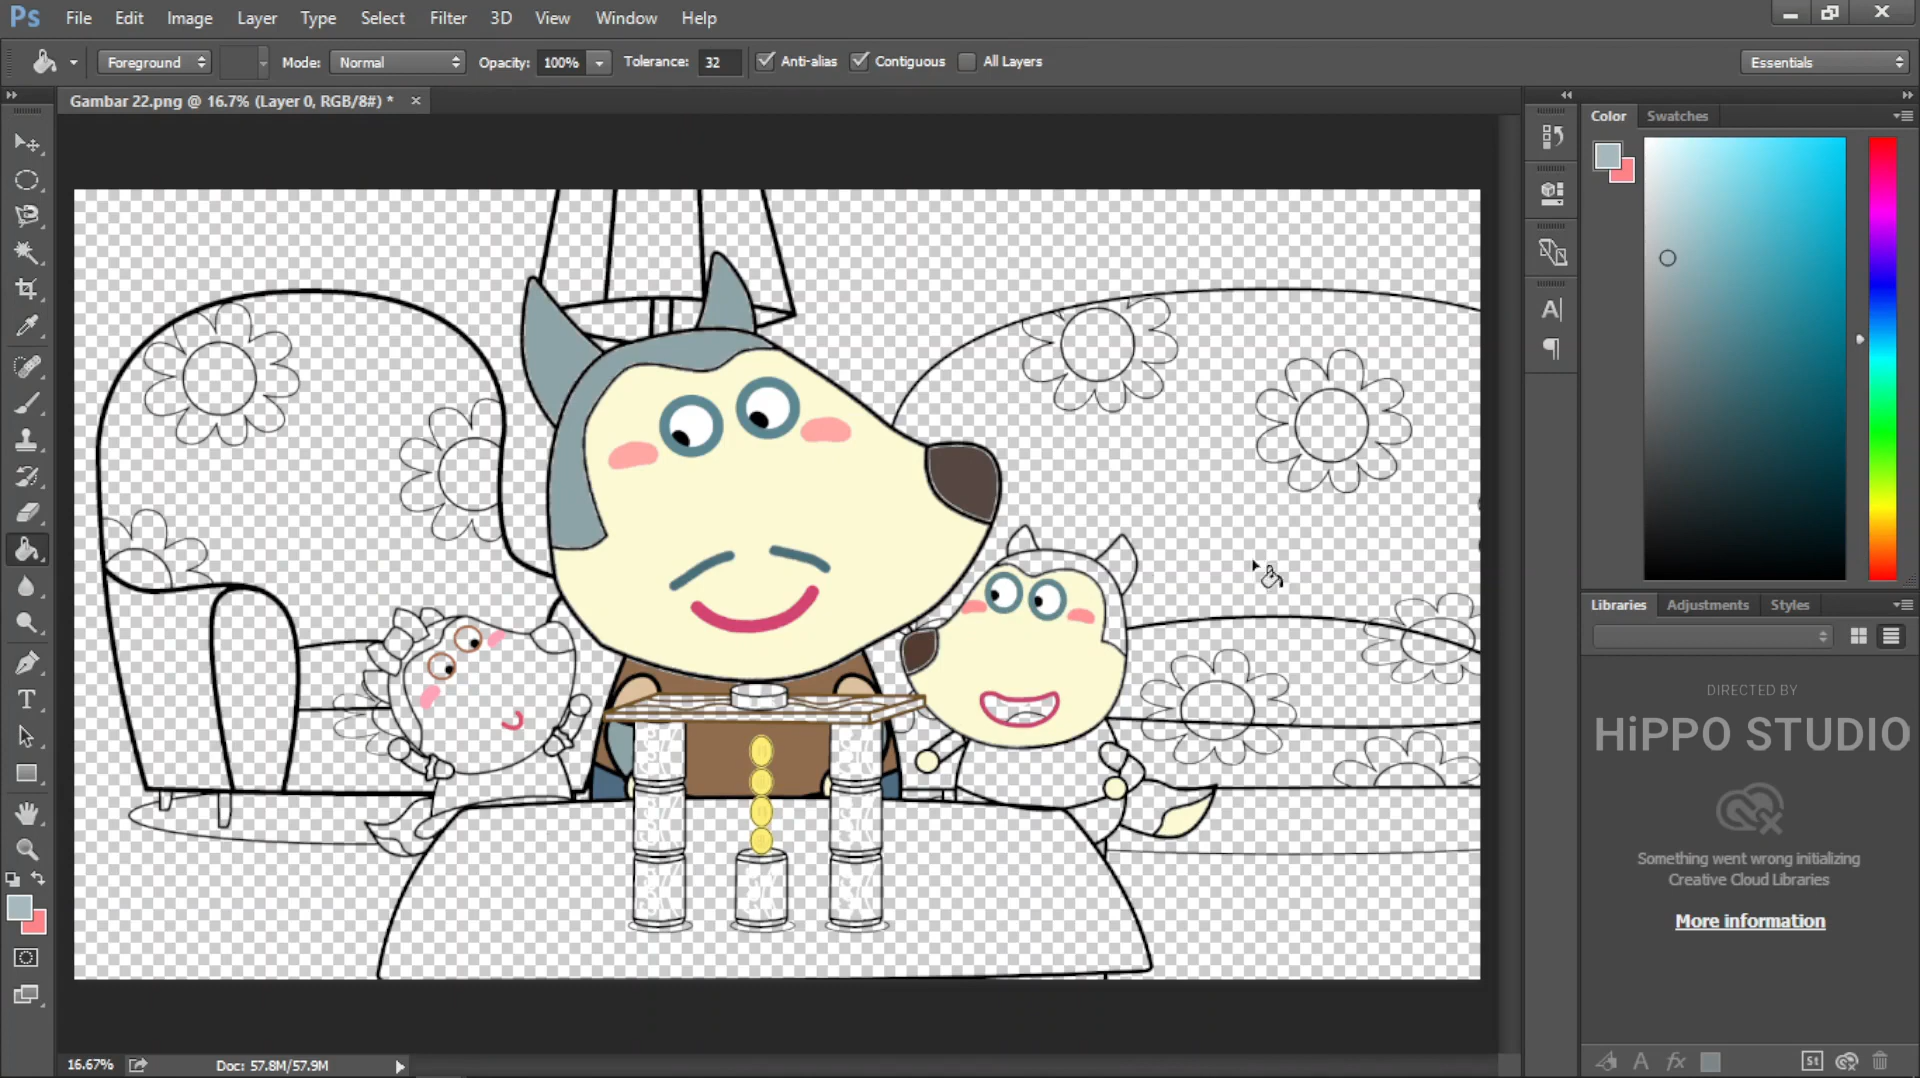 Ps File Edit Image Layer Type Select Filter 3D View Window Help
Foreground Mode: Normal Opacity: 100% Tolerance: 32 Anti-alias Contiguous All Layers Essentials
Gambar 22.png @ 16.7% (Layer 0, RGB/8#) * ×
Color Swatches
Libraries Adjustments Styles
DIRECTED BY
HiPPO STUDIO
Something went wrong initializing
Creative Cloud Libraries
More information
16.67% Doc: 57.8M/57.9M
St